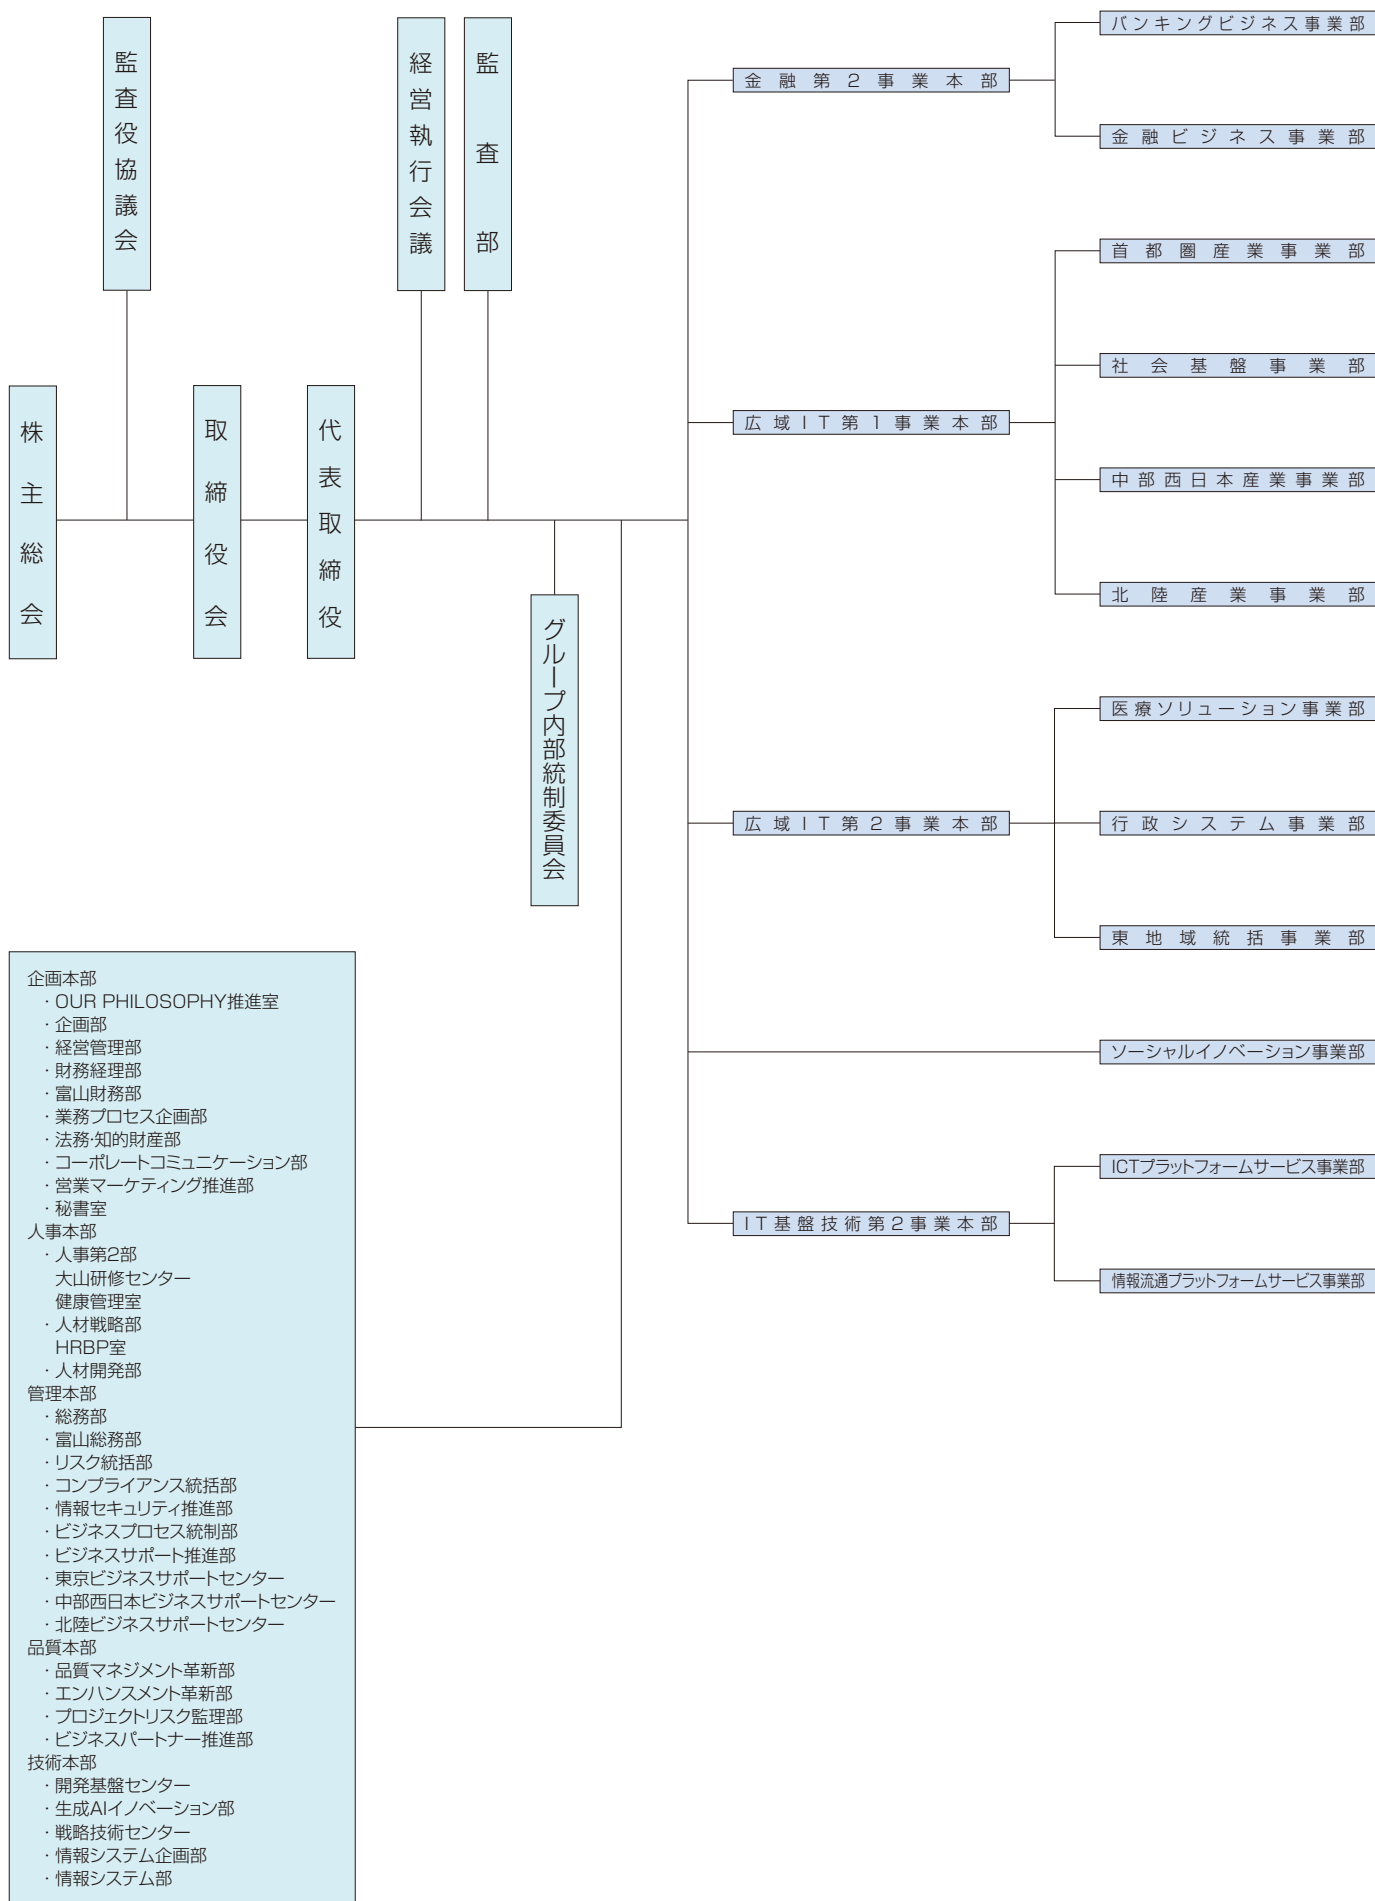 監査役協議会
経営執行会議
監査部
株主総会
取締役会
代表取締役
グループ内部統制委員会
金融第2事業本部
バンキングビジネス事業部
金融ビジネス事業部
広域IT第1事業本部
首都圏産業事業部
社会基盤事業部
中部西日本産業事業部
北陸産業事業部
広域IT第2事業本部
医療ソリューション事業部
行政システム事業部
東地域統括事業部
ソーシャルイノベーション事業部
IT基盤技術第2事業本部
ICTプラットフォームサービス事業部
情報流通プラットフォームサービス事業部
企画本部
・OUR PHILOSOPHY推進室
・企画部
・経営管理部
・財務経理部
・富山財務部
・業務プロセス企画部
・法務・知的財産部
・コーポレートコミュニケーション部
・営業マーケティング推進部
・秘書室
人事本部
・人事第2部
大山研修センター
健康管理室
・人材戦略部
HRBP室
・人材開発部
管理本部
・総務部
・富山総務部
・リスク統括部
・コンプライアンス統括部
・情報セキュリティ推進部
・ビジネスプロセス統制部
・ビジネスサポート推進部
・東京ビジネスサポートセンター
・中部西日本ビジネスサポートセンター
・北陸ビジネスサポートセンター
品質本部
・品質マネジメント革新部
・エンハンスメント革新部
・プロジェクトリスク監理部
・ビジネスパートナー推進部
技術本部
・開発基盤センター
・生成AIイノベーション部
・戦略技術センター
・情報システム企画部
・情報システム部